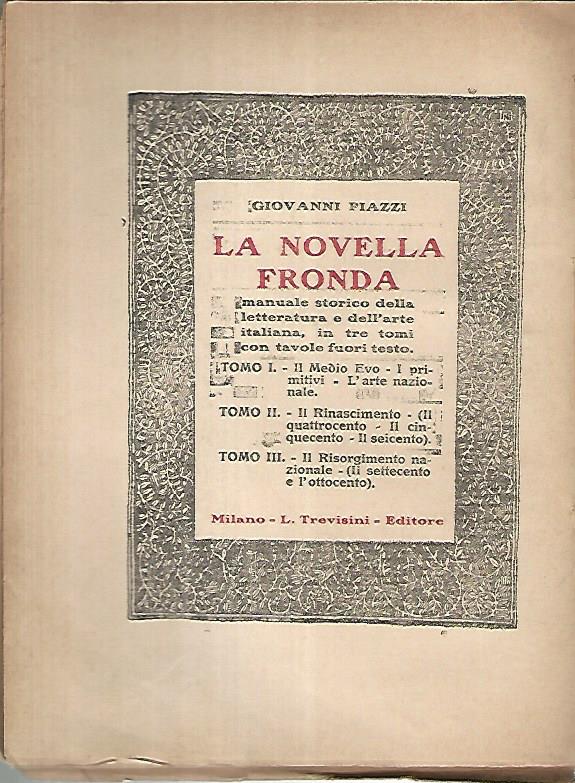 GIOVANNI PIAZZI
LA NOVELLA
FRONDA
manuale storico della
letteratura e dell'arte
italiana, in tre tomi
con tavole fuori testo.
TOMO I. - Il Medio Evo - I pri-
mitivi - L'arte nazio-
nale.
TOMO II. - Il Rinascimento - (Il
quattrocento - Il cin-
quecento - Il seicento).
TOMO III. - Il Risorgimento na-
zionale - (Il settecento
e l'ottocento).
Milano - L. Trevisini - Editore